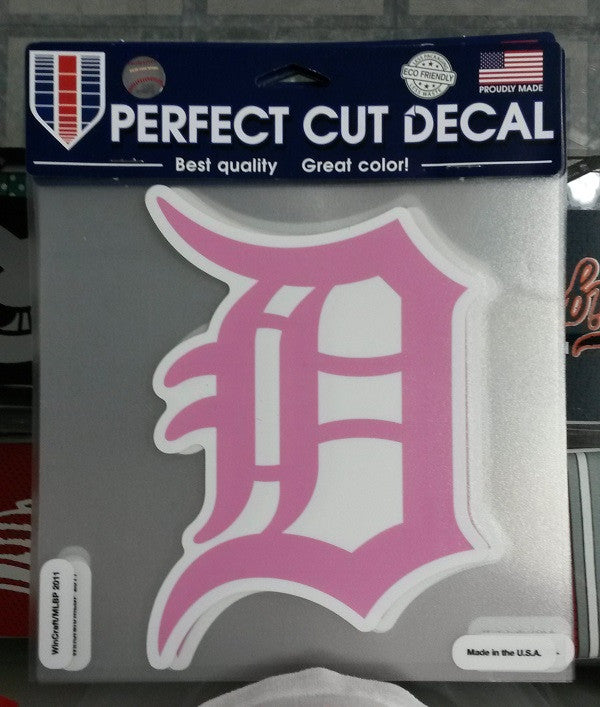 ECO FRIENDLY
PROUDLY MADE
PERFECT CUT DECAL
Best quality Great color!
D
WinCraft/MLBP 2011
Made in the U.S.A.